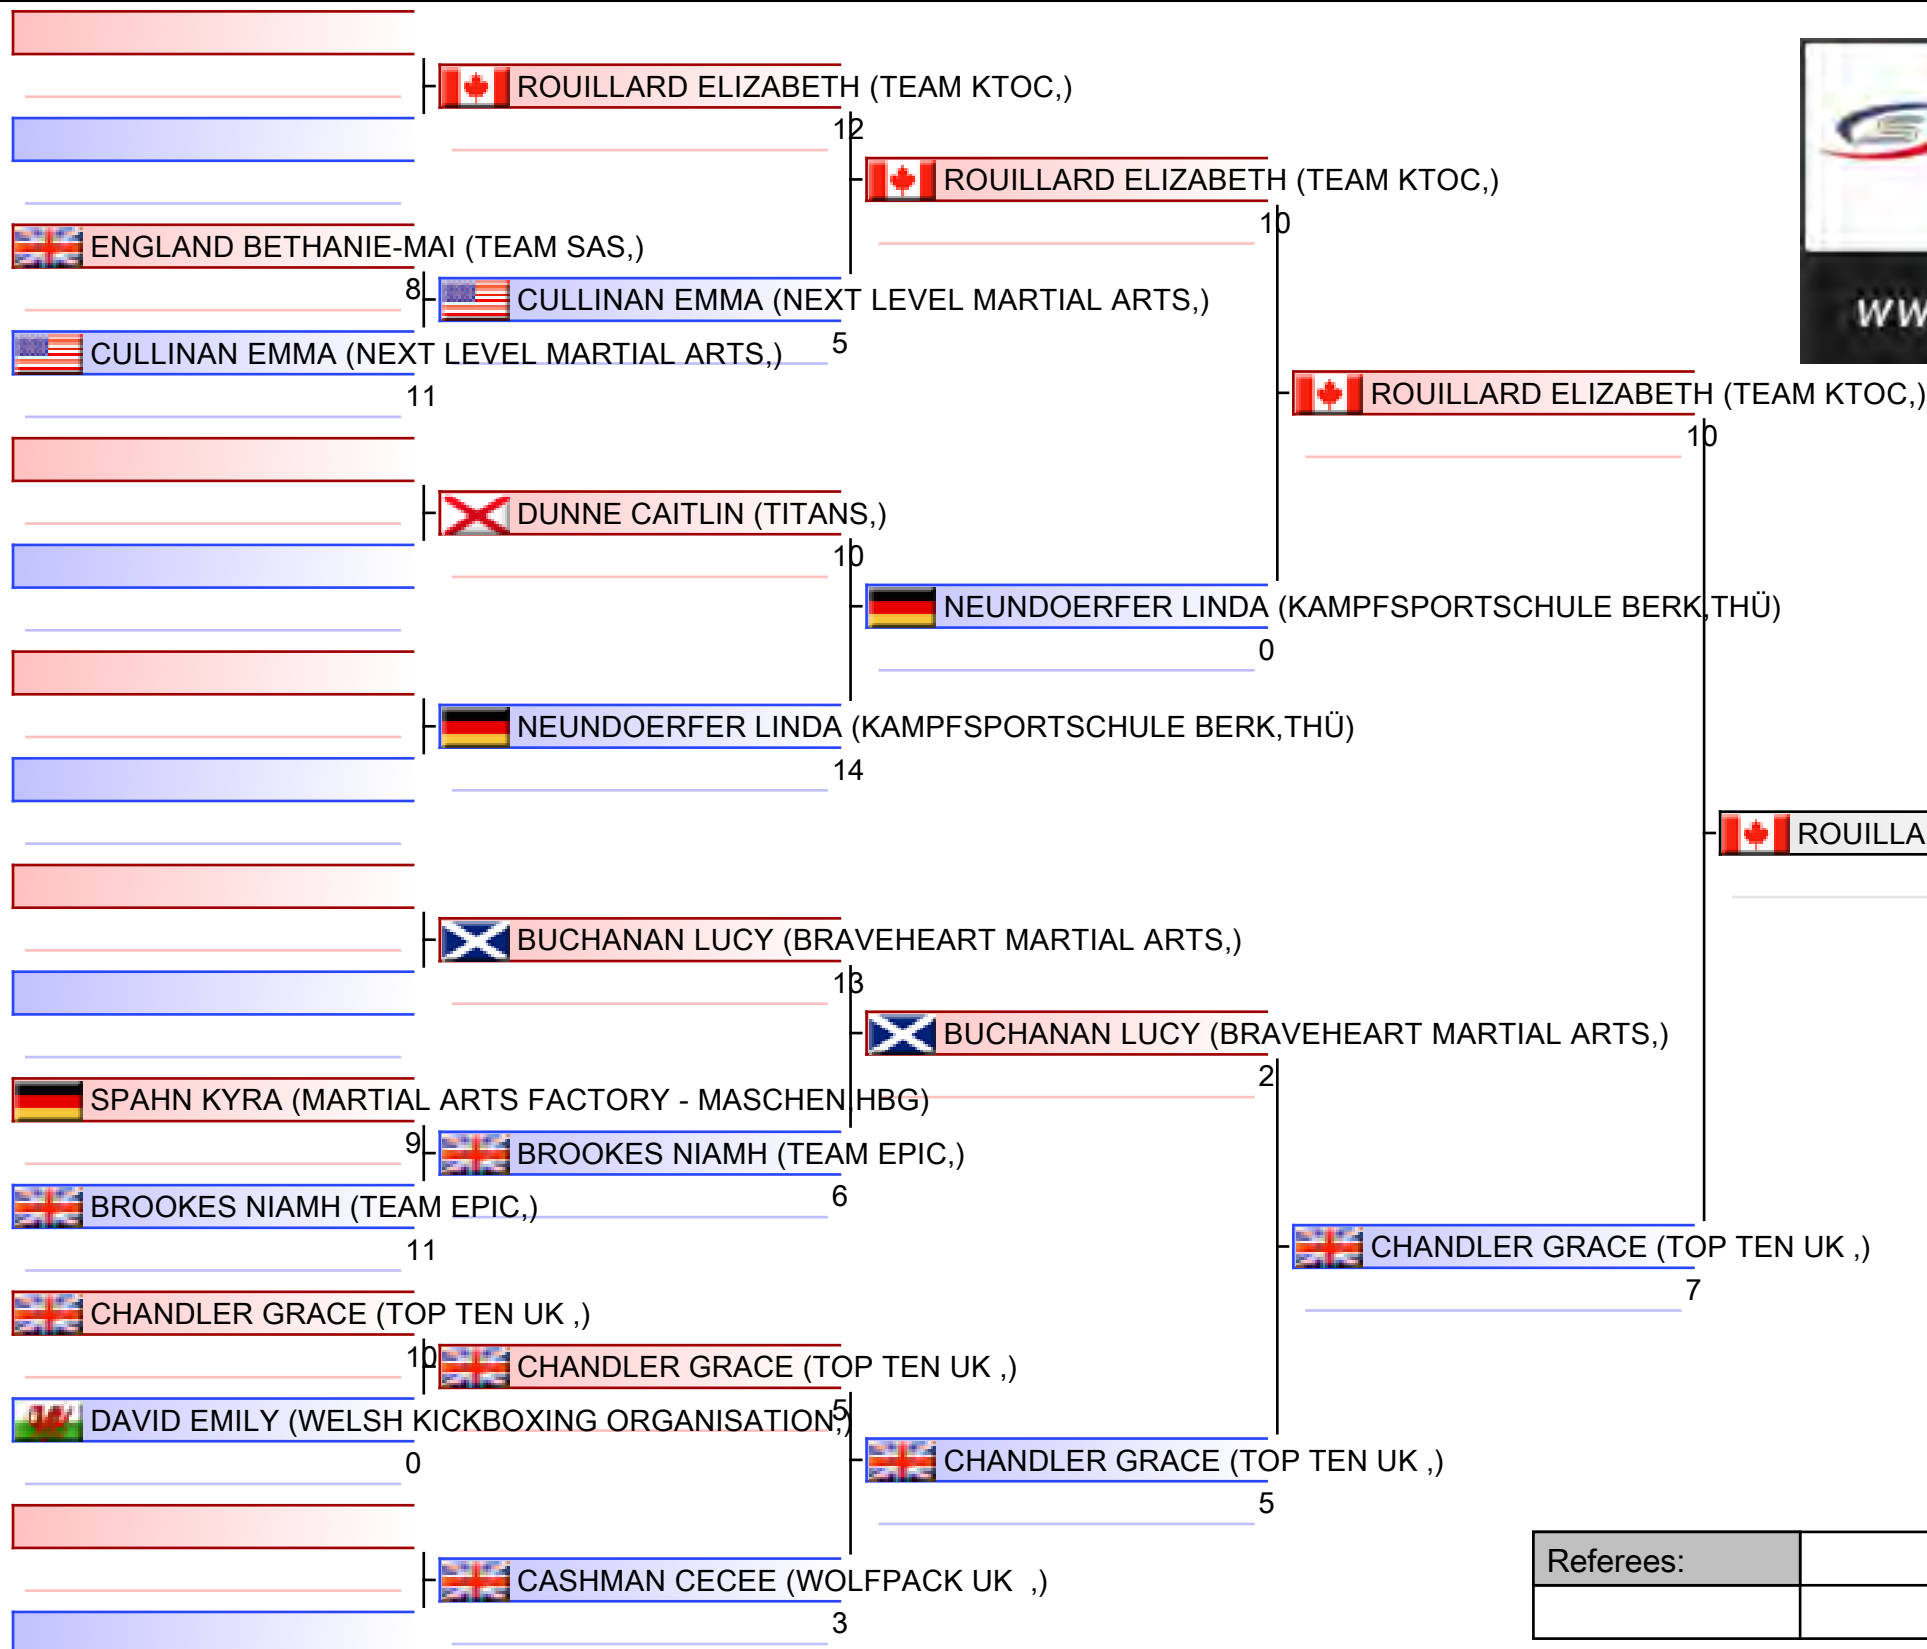 ROUILLARD ELIZABETH (TEAM KTOC,)
12
ROUILLARD ELIZABETH (TEAM KTOC,)
10
ENGLAND BETHANIE-MAI (TEAM SAS,)
8
CULLINAN EMMA (NEXT LEVEL MARTIAL ARTS,)
5
CULLINAN EMMA (NEXT LEVEL MARTIAL ARTS,)
11
ROUILLARD ELIZABETH (TEAM KTOC,)
10
DUNNE CAITLIN (TITANS,)
10
NEUNDOERFER LINDA (KAMPFSPORTSCHULE BERK,THÜ)
0
NEUNDOERFER LINDA (KAMPFSPORTSCHULE BERK,THÜ)
14
ROUILLA
BUCHANAN LUCY (BRAVEHEART MARTIAL ARTS,)
13
BUCHANAN LUCY (BRAVEHEART MARTIAL ARTS,)
2
SPAHN KYRA (MARTIAL ARTS FACTORY - MASCHEN,HBG)
9
BROOKES NIAMH (TEAM EPIC,)
6
BROOKES NIAMH (TEAM EPIC,)
11
CHANDLER GRACE (TOP TEN UK ,)
7
CHANDLER GRACE (TOP TEN UK ,)
10
CHANDLER GRACE (TOP TEN UK ,)
5
DAVID EMILY (WELSH KICKBOXING ORGANISATION,)
0
CHANDLER GRACE (TOP TEN UK ,)
5
CASHMAN CECEE (WOLFPACK UK ,)
3
Referees:
ww